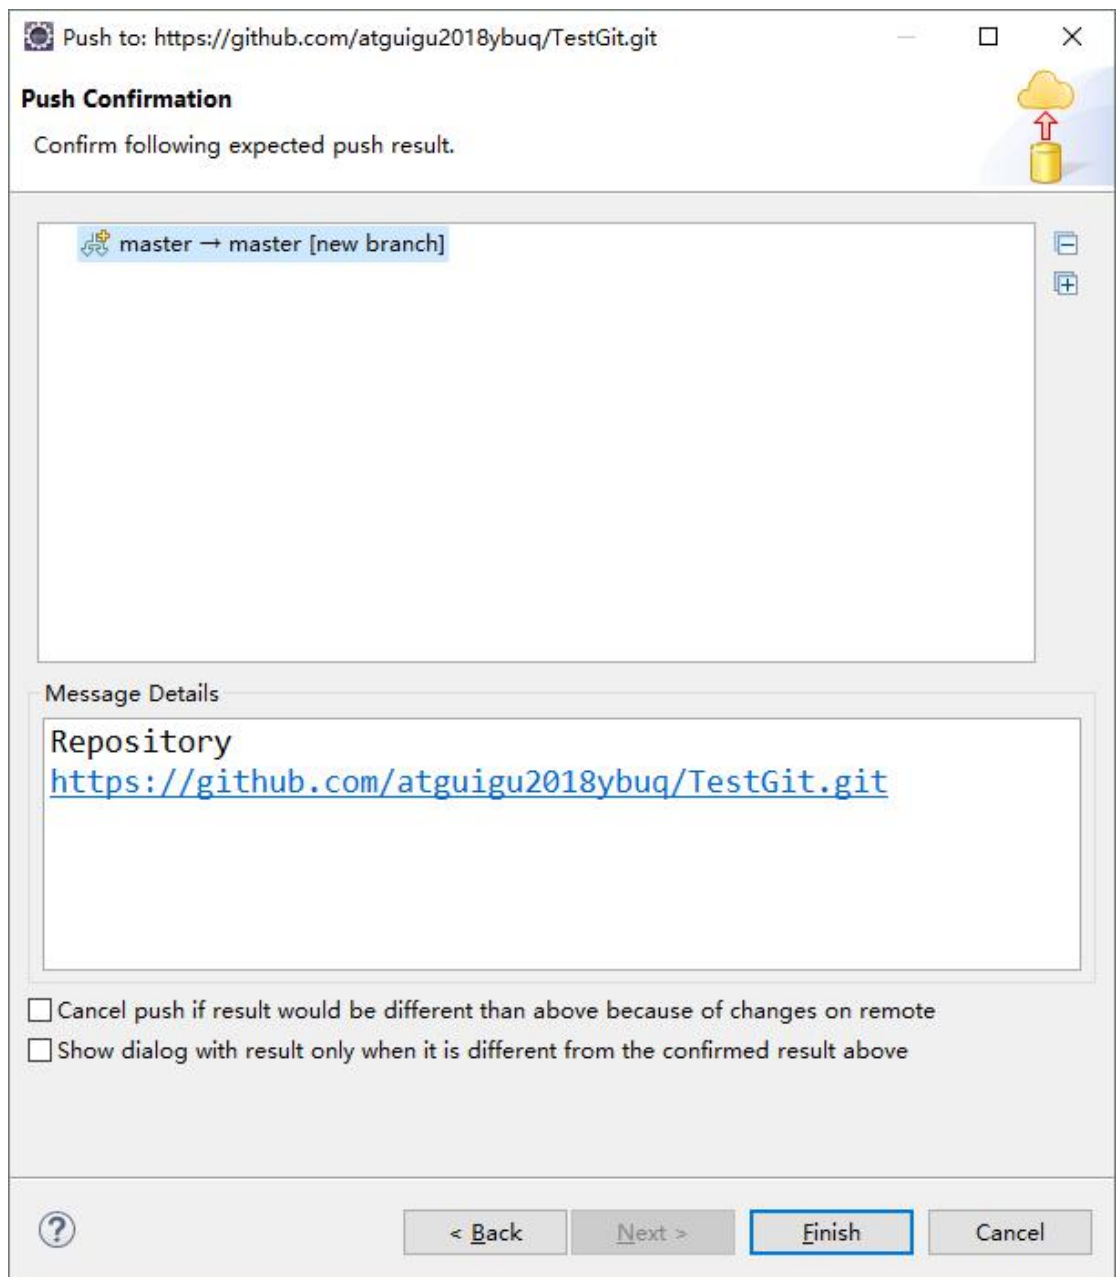 Push to: https://github.com/atguigu2018ybuq/TestGit.git
Push Confirmation
Confirm following expected push result.
master → master [new branch]
Message Details
Repository
https://github.com/atguigu2018ybuq/TestGit.git
Cancel push if result would be different than above because of changes on remote
Show dialog with result only when it is different from the confirmed result above
< Back Next > Finish Cancel